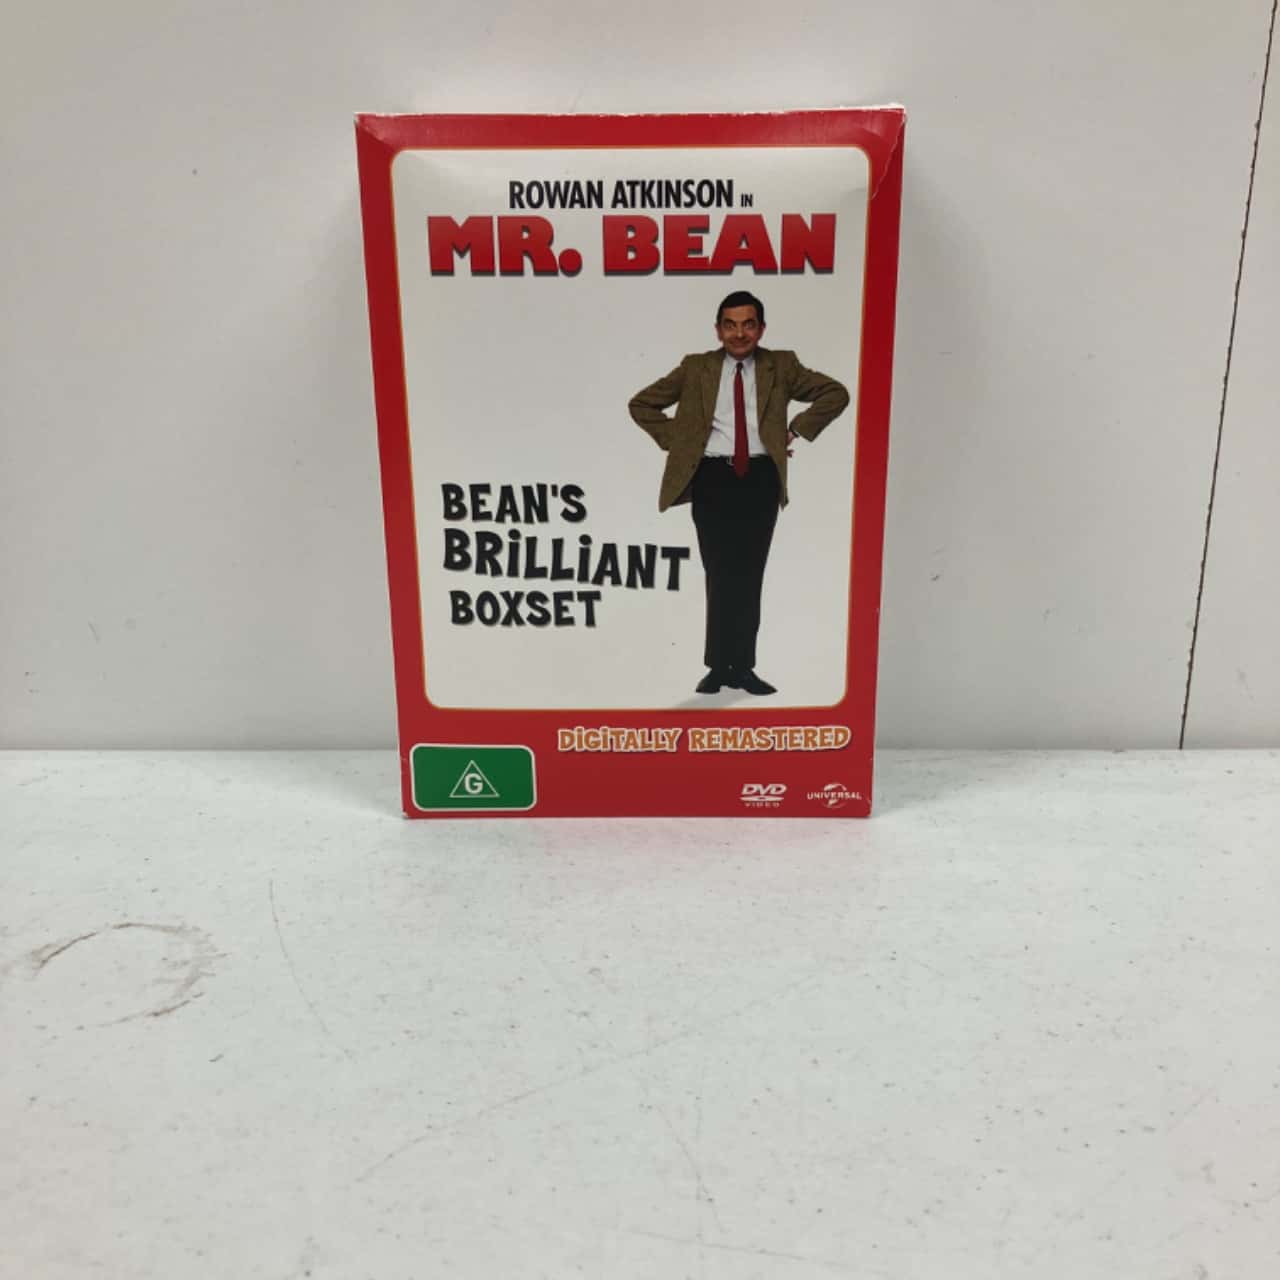 ROWAN ATKINSON IN
MR. BEAN
BEAN'S
BRiLLiANT
BOXSET
DiGiTALLY REMASTERED
G
DVD
VIDEO
UNIVERSAL